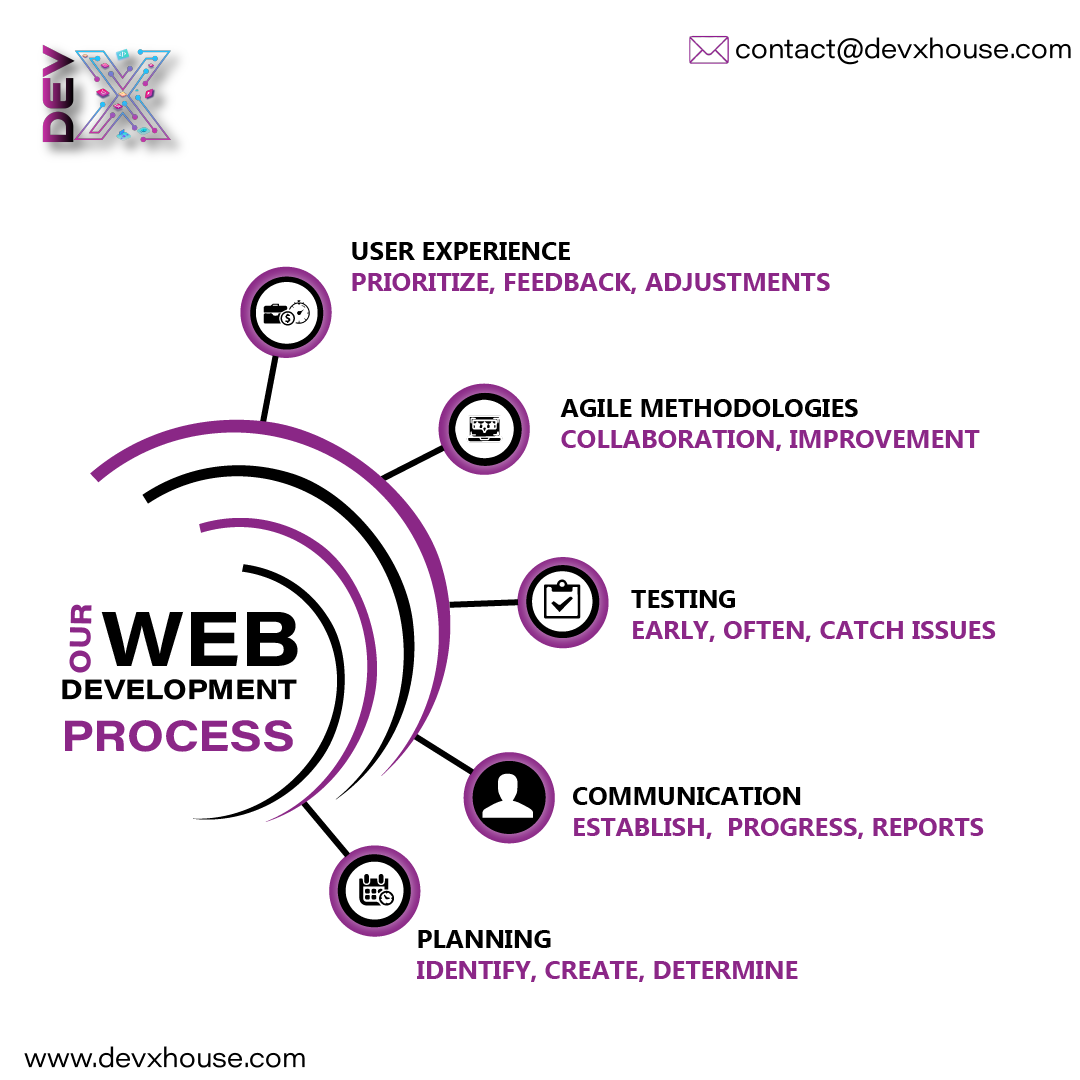 DEV
X
contact@devxhouse.com
USER EXPERIENCE
PRIORITIZE, FEEDBACK, ADJUSTMENTS
AGILE METHODOLOGIES
COLLABORATION, IMPROVEMENT
TESTING
EARLY, OFTEN, CATCH ISSUES
OUR
WEB
DEVELOPMENT
PROCESS
COMMUNICATION
ESTABLISH, PROGRESS, REPORTS
PLANNING
IDENTIFY, CREATE, DETERMINE
www.devxhouse.com